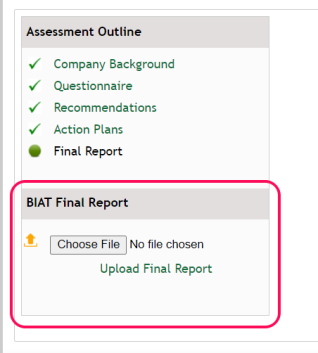 Assessment Outline
Company Background
Questionnaire
Recommendations
Action Plans
Final Report
BIAT Final Report
Choose File No file chosen
Upload Final Report